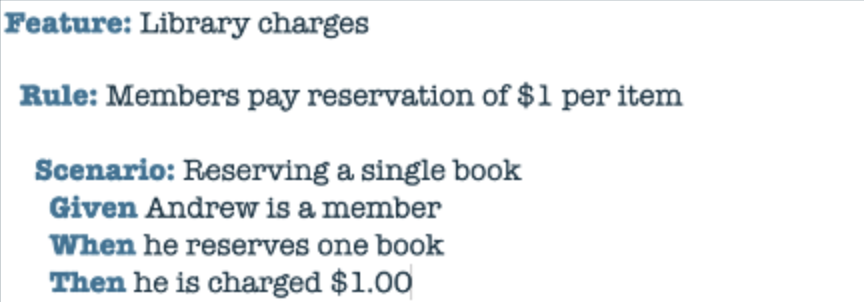 Feature: Library charges
Rule: Members pay reservation of $1 per item
Scenario: Reserving a single book
Given Andrew is a member
When he reserves one book
Then he is charged $1.00